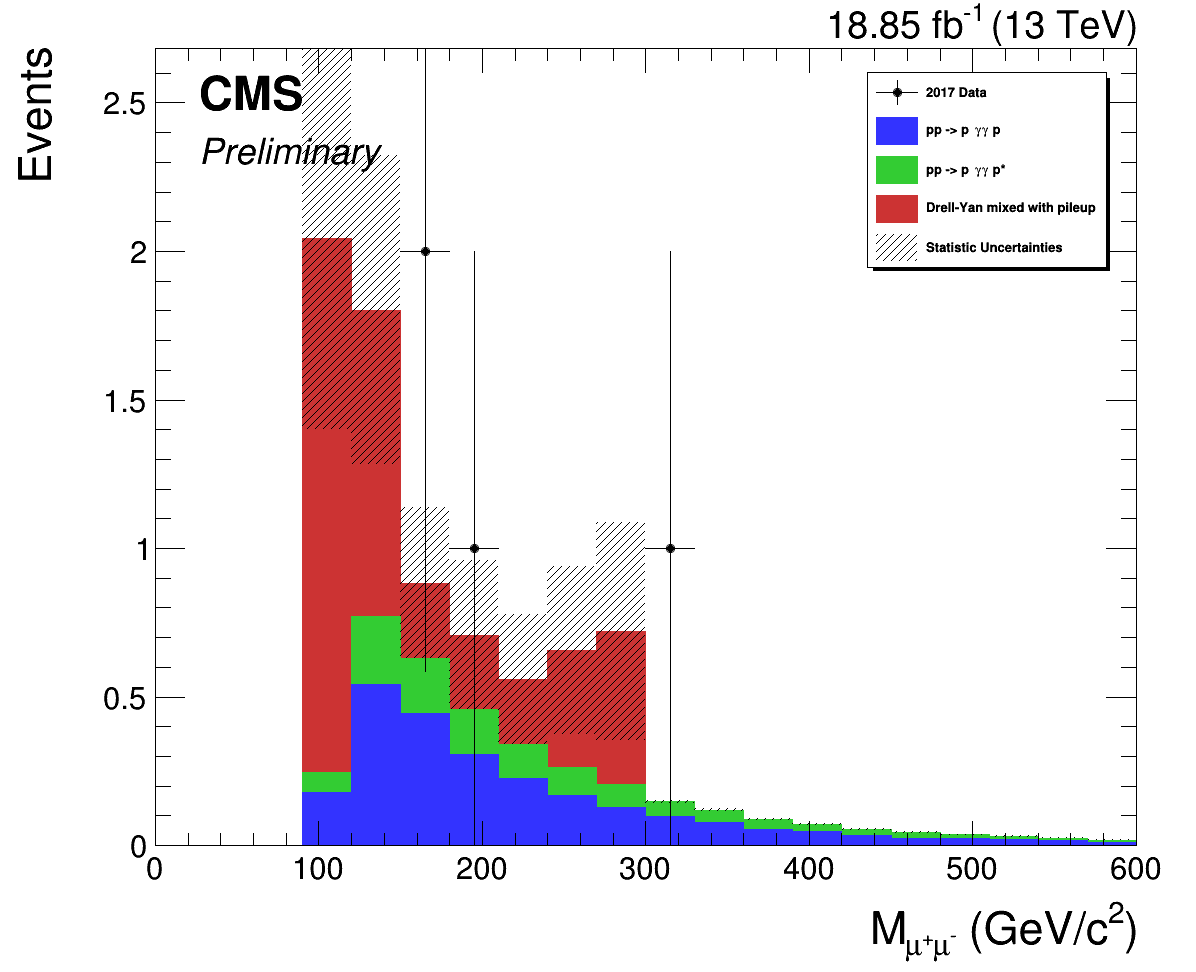 18.85 fb⁻¹ (13 TeV)
Events
CMS
Preliminary
2017 Data
pp -> p γγ p
pp -> p γγ p*
Drell-Yan mixed with pileup
Statistic Uncertainties
2.5
2
1.5
1
0.5
0
0 100 200 300 400 500 600
M_μ⁺μ⁻ (GeV/c²)